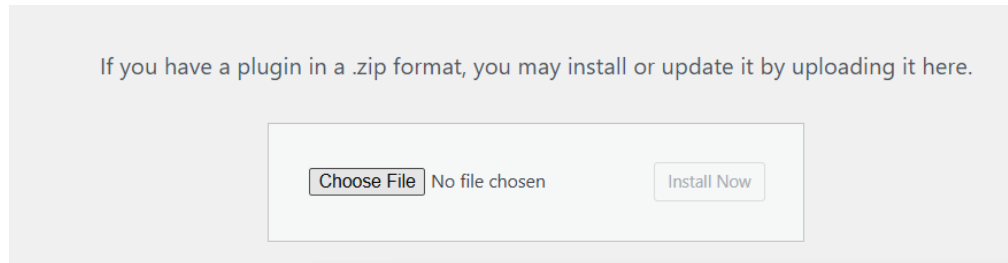 If you have a plugin in a .zip format, you may install or update it by uploading it here.
Choose File No file chosen Install Now